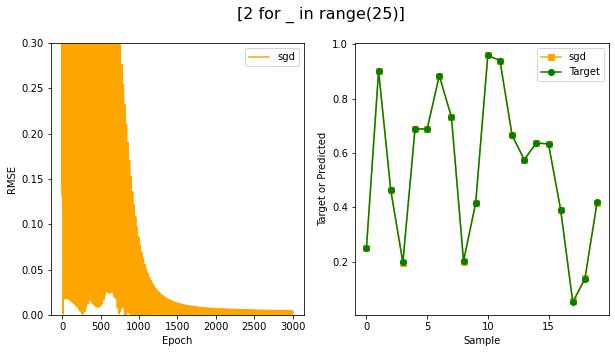 [2 for _ in range(25)]
0.30
0.25
0.20
0.15
0.10
0.05
0.00
RMSE
0 500 1000 1500 2000 2500 3000
Epoch
sgd
1.0
0.8
0.6
0.4
0.2
Target or Predicted
0 5 10 15
Sample
sgd
Target